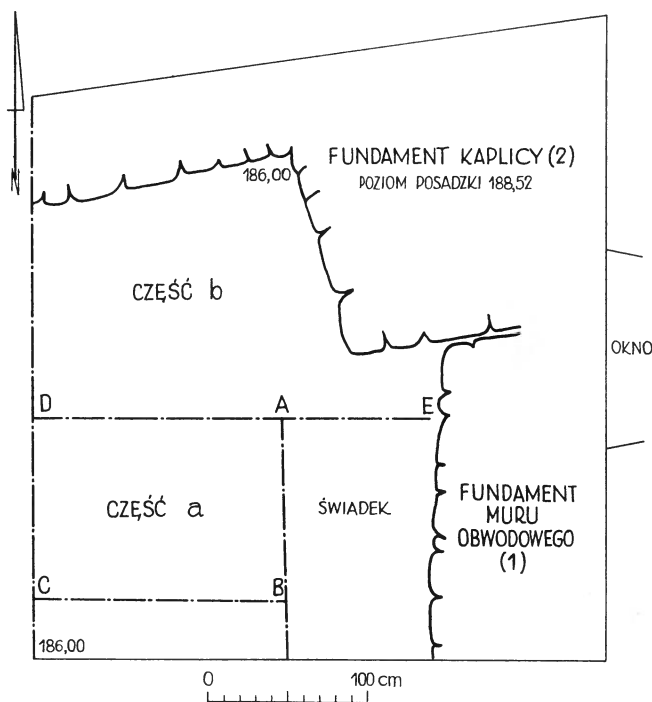 N
FUNDAMENT KAPLICY (2)
POZIOM POSADZKI 188,52
186,00
CZĘŚĆ b
OKNO
D
A
E
CZĘŚĆ a
ŚWIADEK
FUNDAMENT
MURU
OBWODOWEGO
(1)
C
B
186,00
0
100 cm